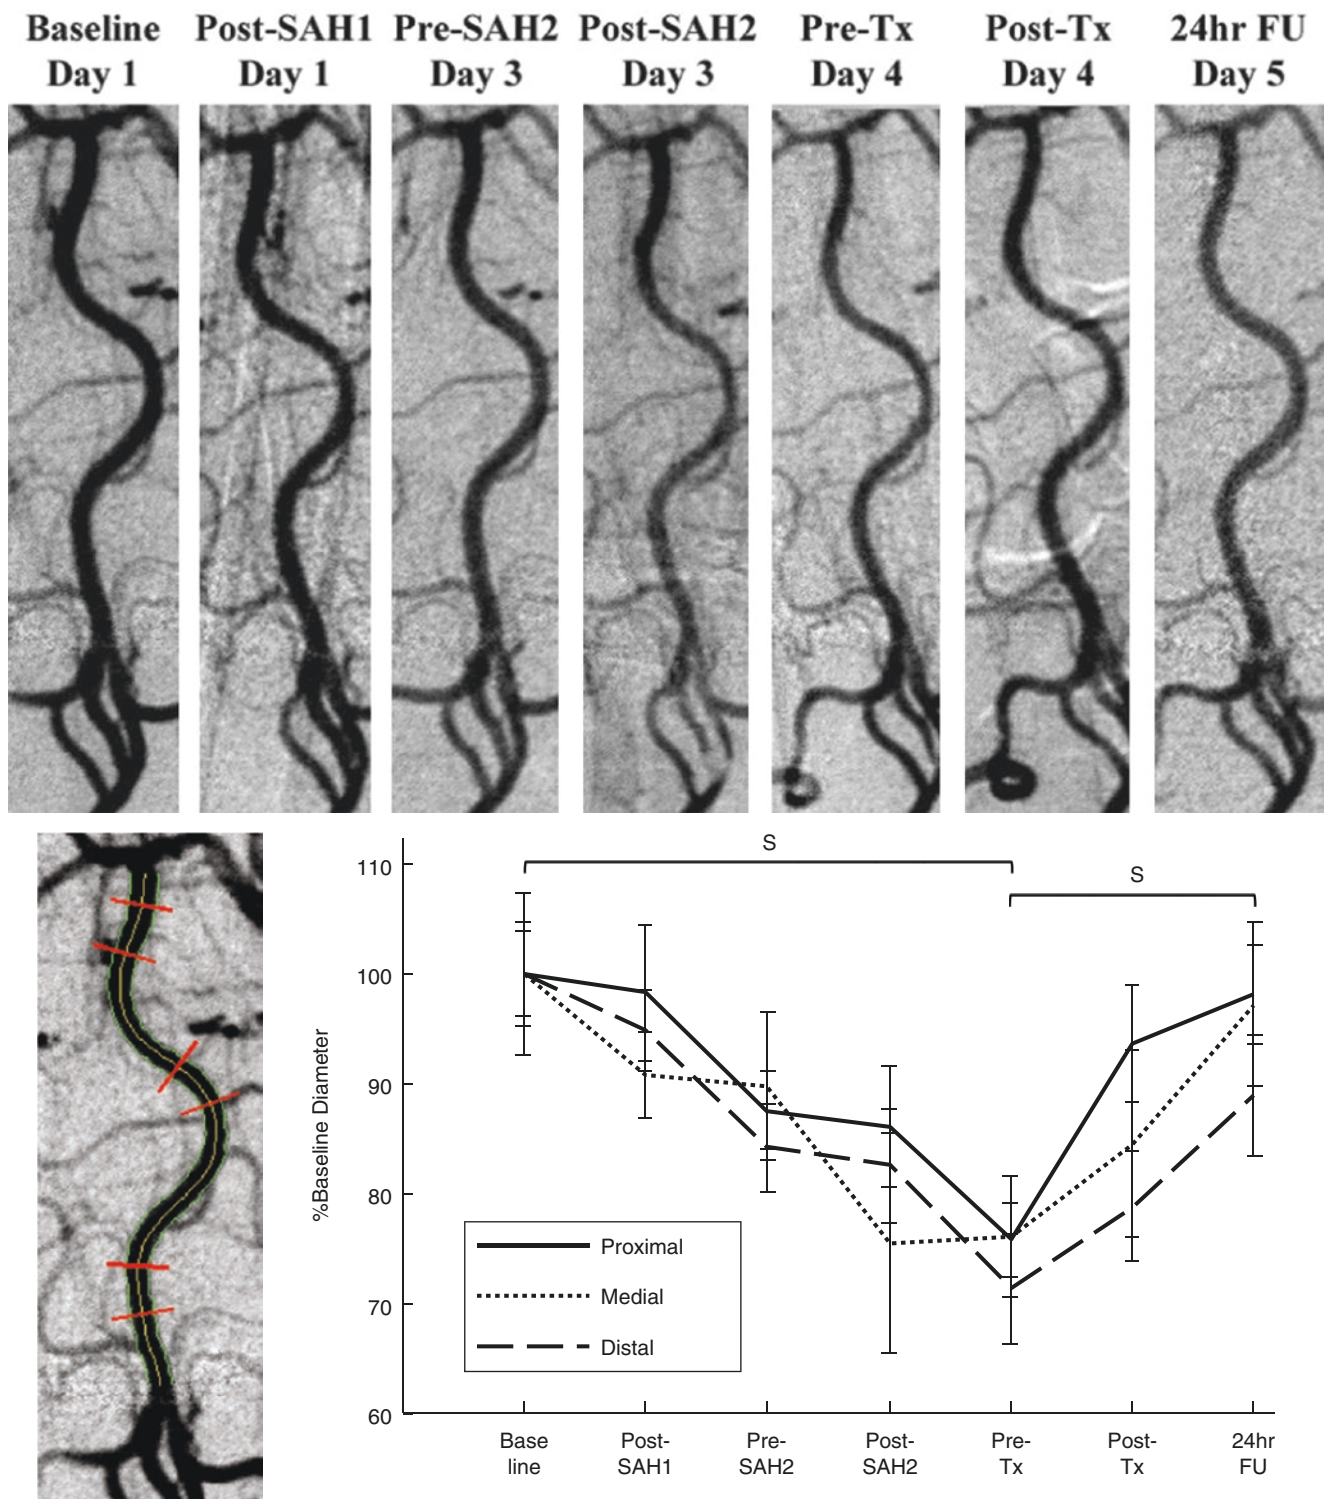 Baseline Post-SAH1 Pre-SAH2 Post-SAH2 Pre-Tx Post-Tx 24hr FU
Day 1 Day 1 Day 3 Day 3 Day 4 Day 4 Day 5
S
S
110
100
90
80
70
60
%Baseline Diameter
Proximal
Medial
Distal
Base Post- Pre- Post- Pre- Post- 24hr
line SAH1 SAH2 SAH2 Tx Tx FU